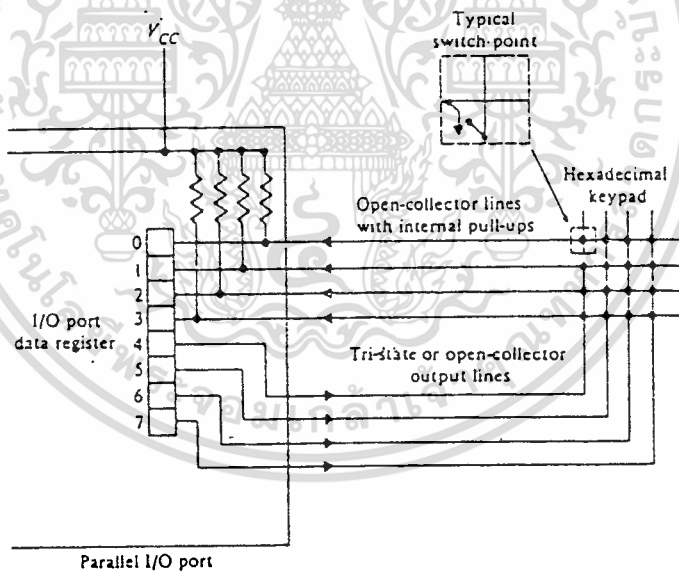 V_CC
Typical
switch-point
Hexadecimal
keypad
Open-collector lines
with internal pull-ups
0
1
2
3
4
5
6
7
I/O port
data register
Tri-state or open-collector
output lines
Parallel I/O port